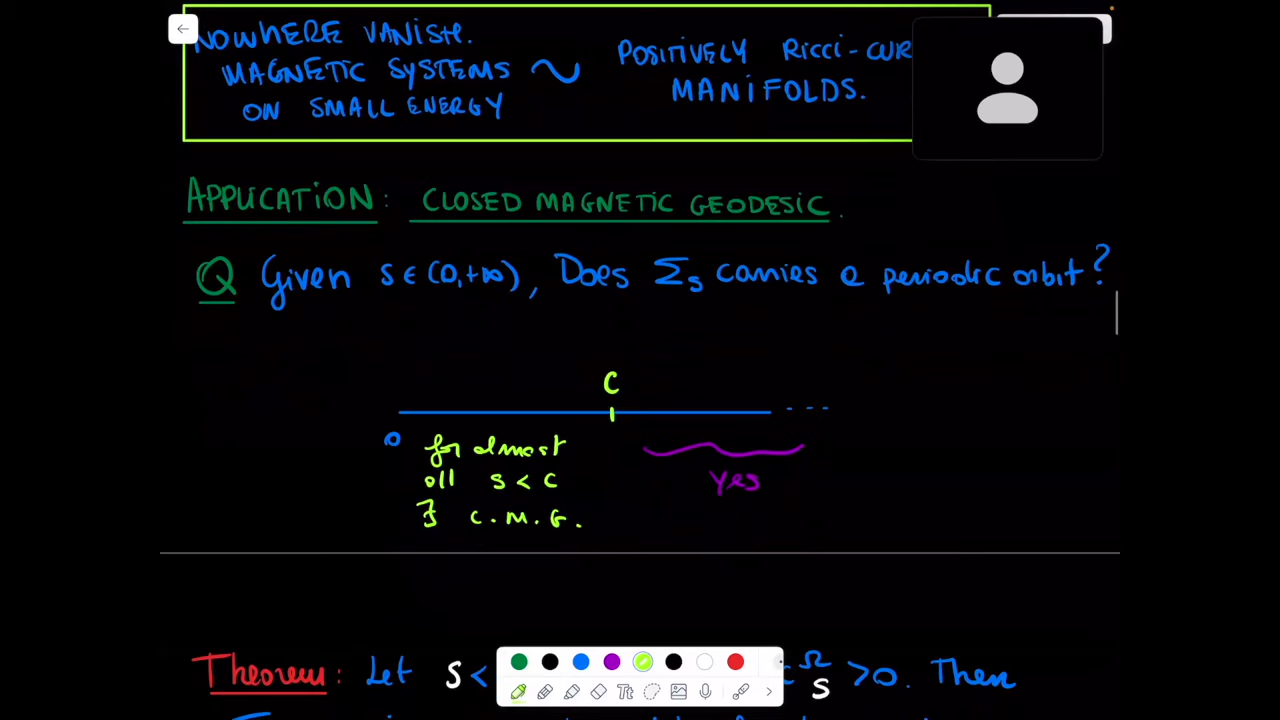 NOWHERE VANISH.
MAGNETIC SYSTEMS ~ POSITIVELY RICCI-CUR
ON SMALL ENERGY MANIFOLDS.
APPLICATION: CLOSED MAGNETIC GEODESIC.
Q Given s ∈ (0,+∞), Does Σs carries a periodic orbit?
C
0
for almost
all s < c
∃ C.M.G.
Yes
Theorem: Let s < Ω s >0. Then
Tt